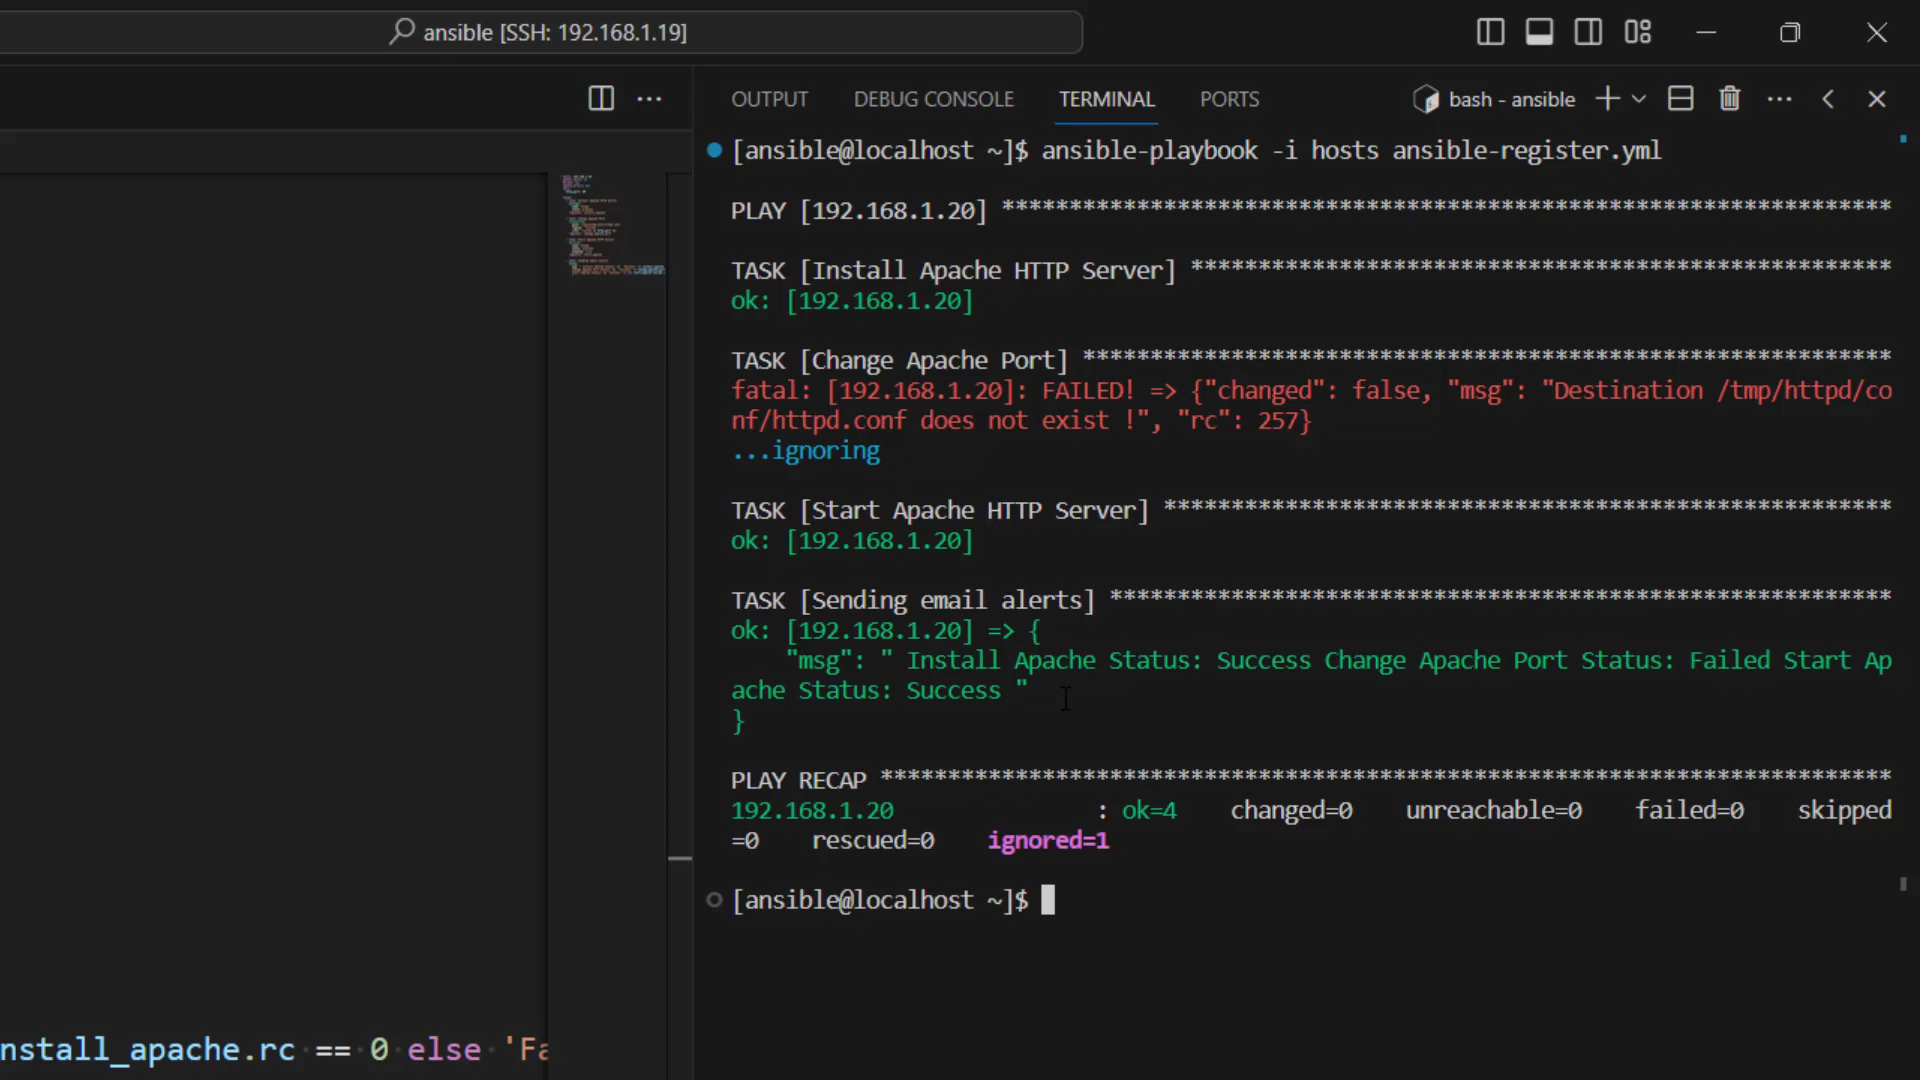 ansible [SSH: 192.168.1.19]
OUTPUT DEBUG CONSOLE TERMINAL PORTS bash - ansible
[ansible@localhost ~]$ ansible-playbook -i hosts ansible-register.yml
PLAY [192.168.1.20] ******************************************************************
TASK [Install Apache HTTP Server] ****************************************************
ok: [192.168.1.20]
TASK [Change Apache Port] ************************************************************
fatal: [192.168.1.20]: FAILED! => {"changed": false, "msg": "Destination /tmp/httpd/co
nf/httpd.conf does not exist !", "rc": 257}
...ignoring
TASK [Start Apache HTTP Server] ******************************************************
ok: [192.168.1.20]
TASK [Sending email alerts] **********************************************************
ok: [192.168.1.20] => {
    "msg": " Install Apache Status: Success Change Apache Port Status: Failed Start Ap
ache Status: Success "
}
PLAY RECAP ***************************************************************************
192.168.1.20               : ok=4    changed=0    unreachable=0    failed=0    skipped
=0    rescued=0    ignored=1
[ansible@localhost ~]$
nstall_apache.rc == 0 else 'Fa